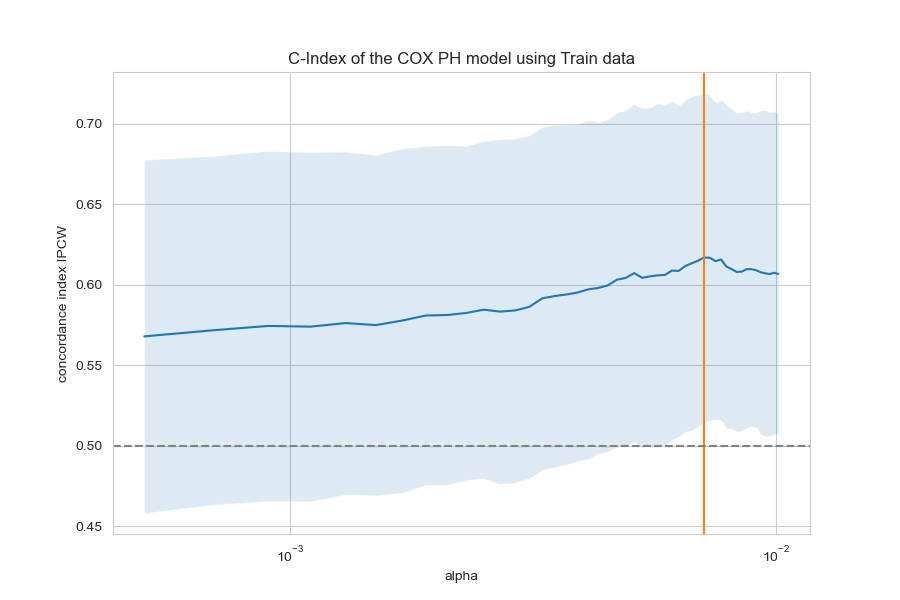 C-Index of the COX PH model using Train data
concordance index IPCW
0.70
0.65
0.60
0.55
0.50
0.45
10⁻³
10⁻²
alpha